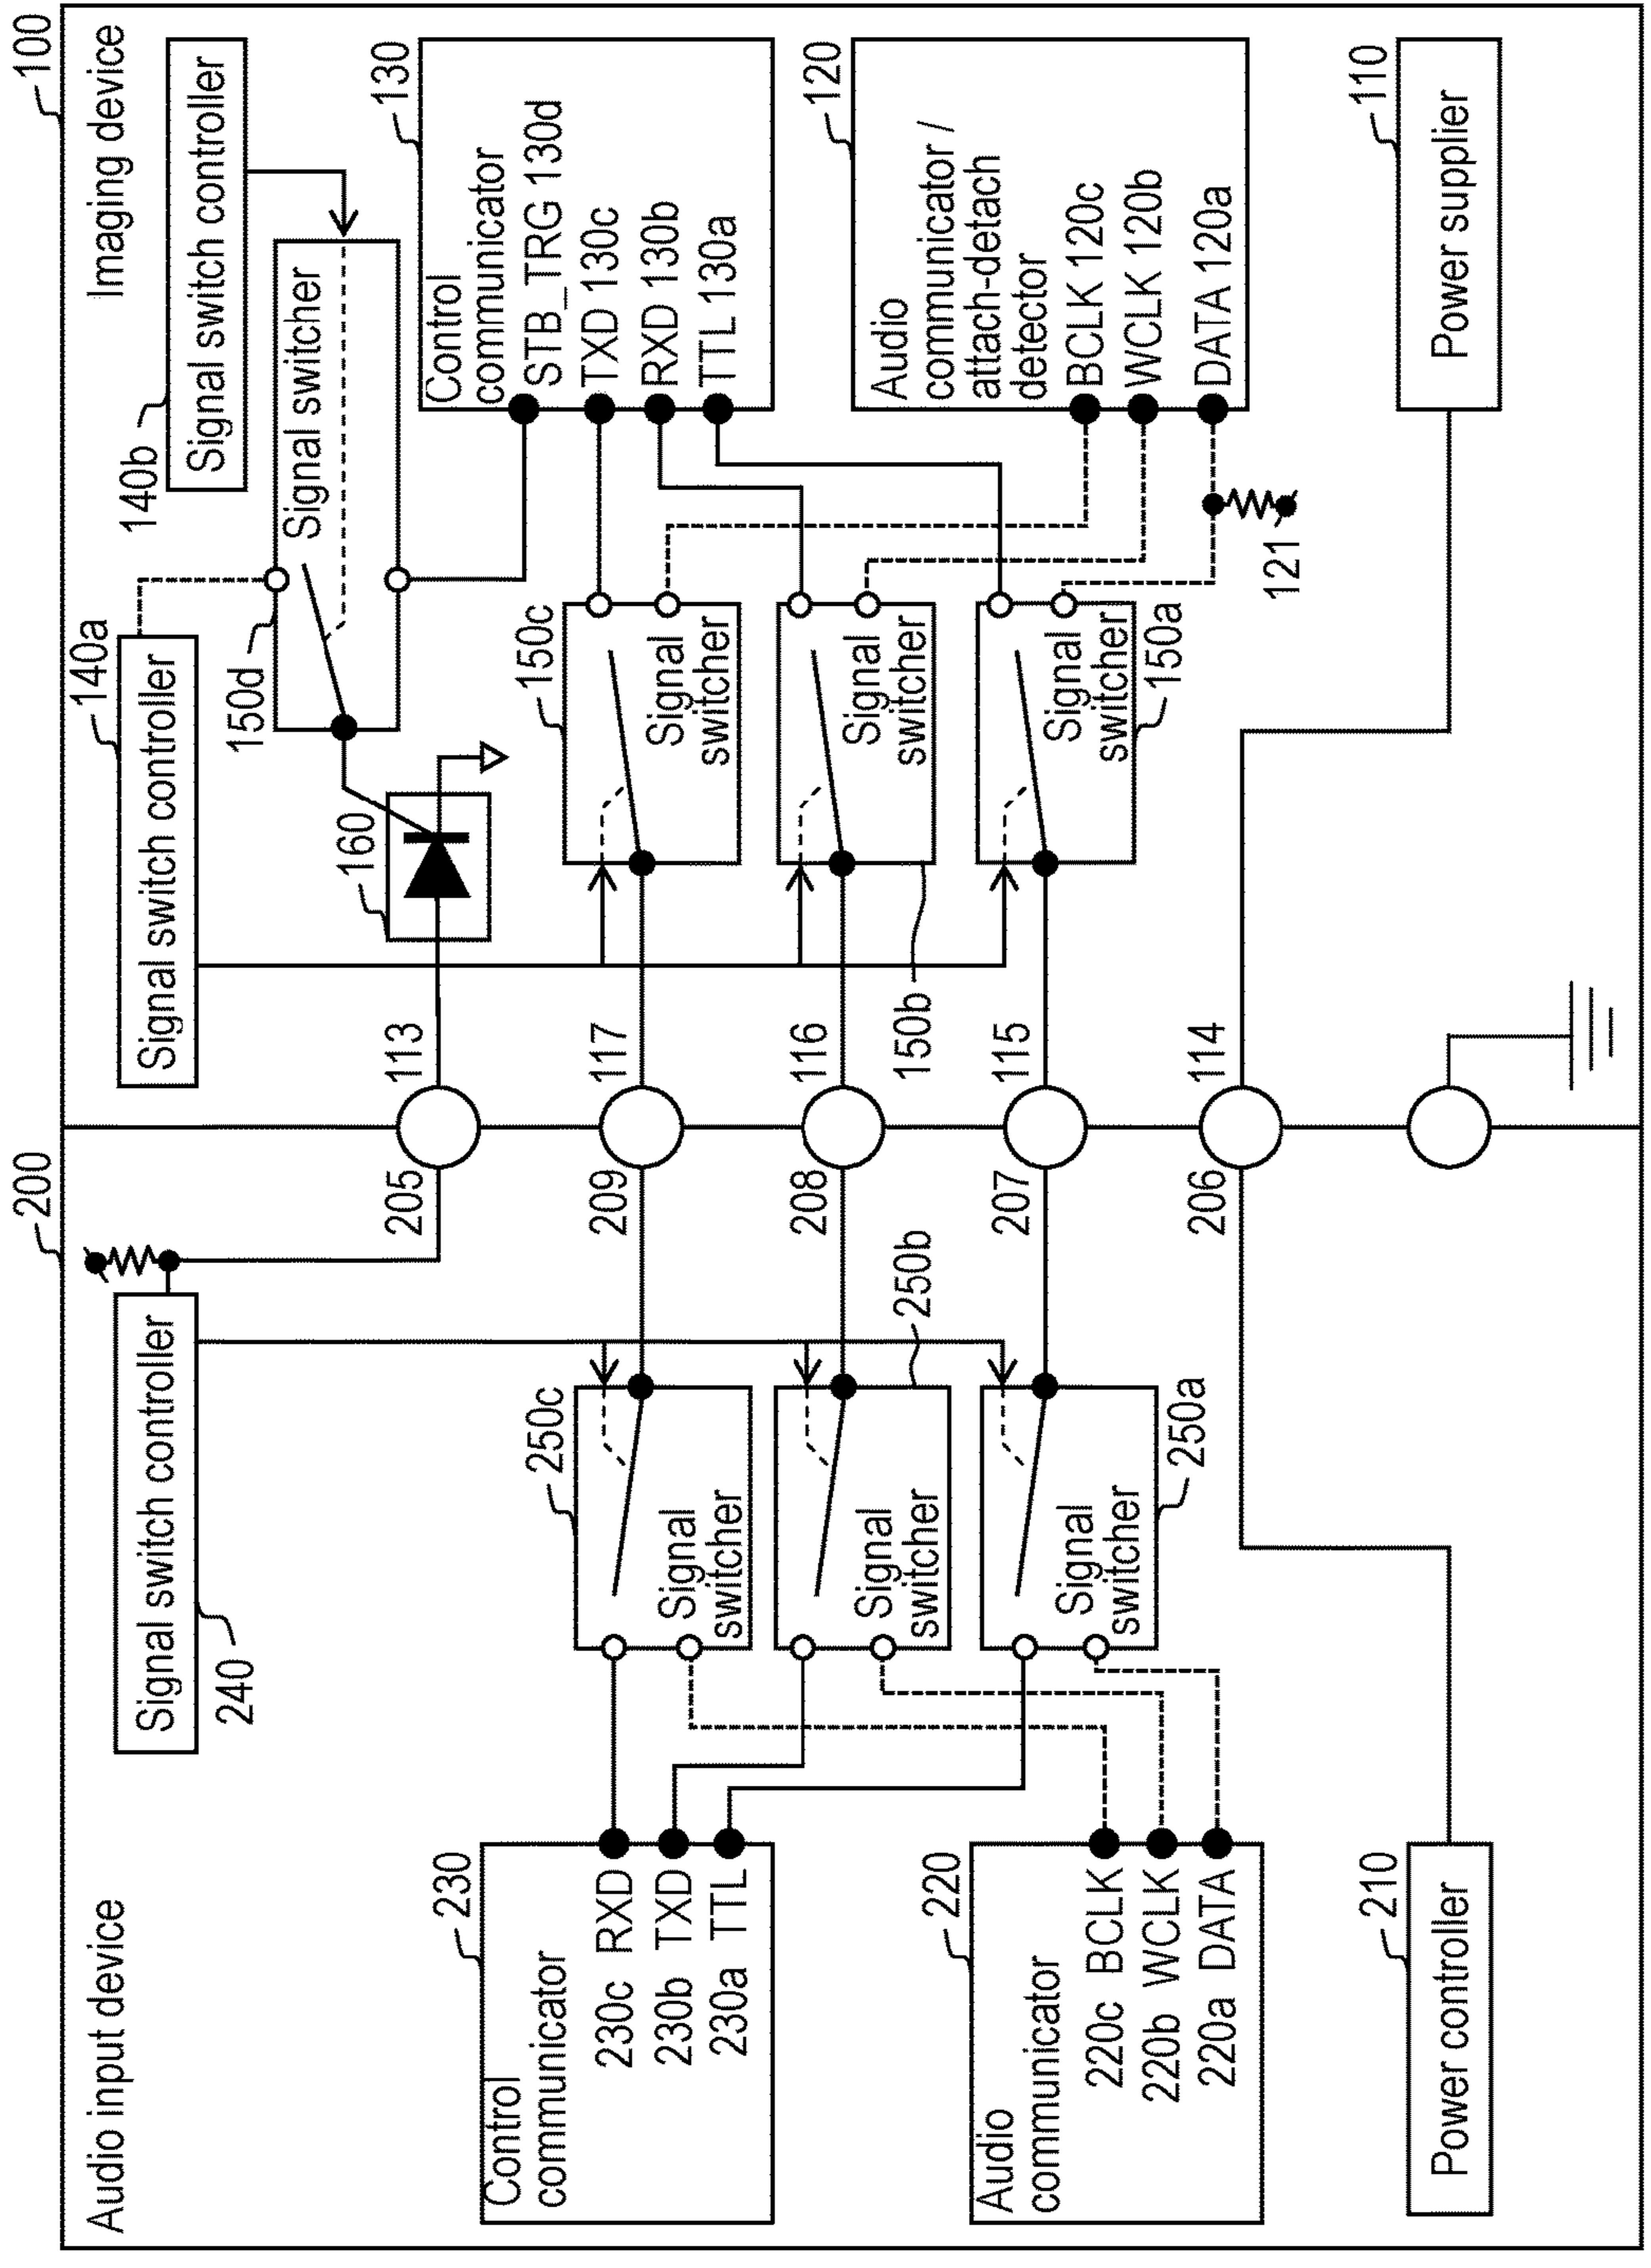 200
100
Audio input device
Imaging device
Signal switch controller
240
Signal switch controller
140a
140b
Signal switch controller
150d
Signal switcher
205
113
160
230
Control
communicator
230c RXD
230b TXD
230a TTL
250c
Signal
switcher
209
117
150c
Signal
switcher
130
Control
communicator
STB_TRG 130d
TXD 130c
RXD 130b
TTL 130a
Signal
switcher
250b
208
116
150b
Signal
switcher
220
Audio
communicator
220c BCLK
220b WCLK
220a DATA
Signal
switcher
250a
207
115
Signal
switcher
150a
120
Audio
communicator /
attach-detach
detector
BCLK 120c
WCLK 120b
DATA 120a
121
210
Power controller
206
114
110
Power supplier